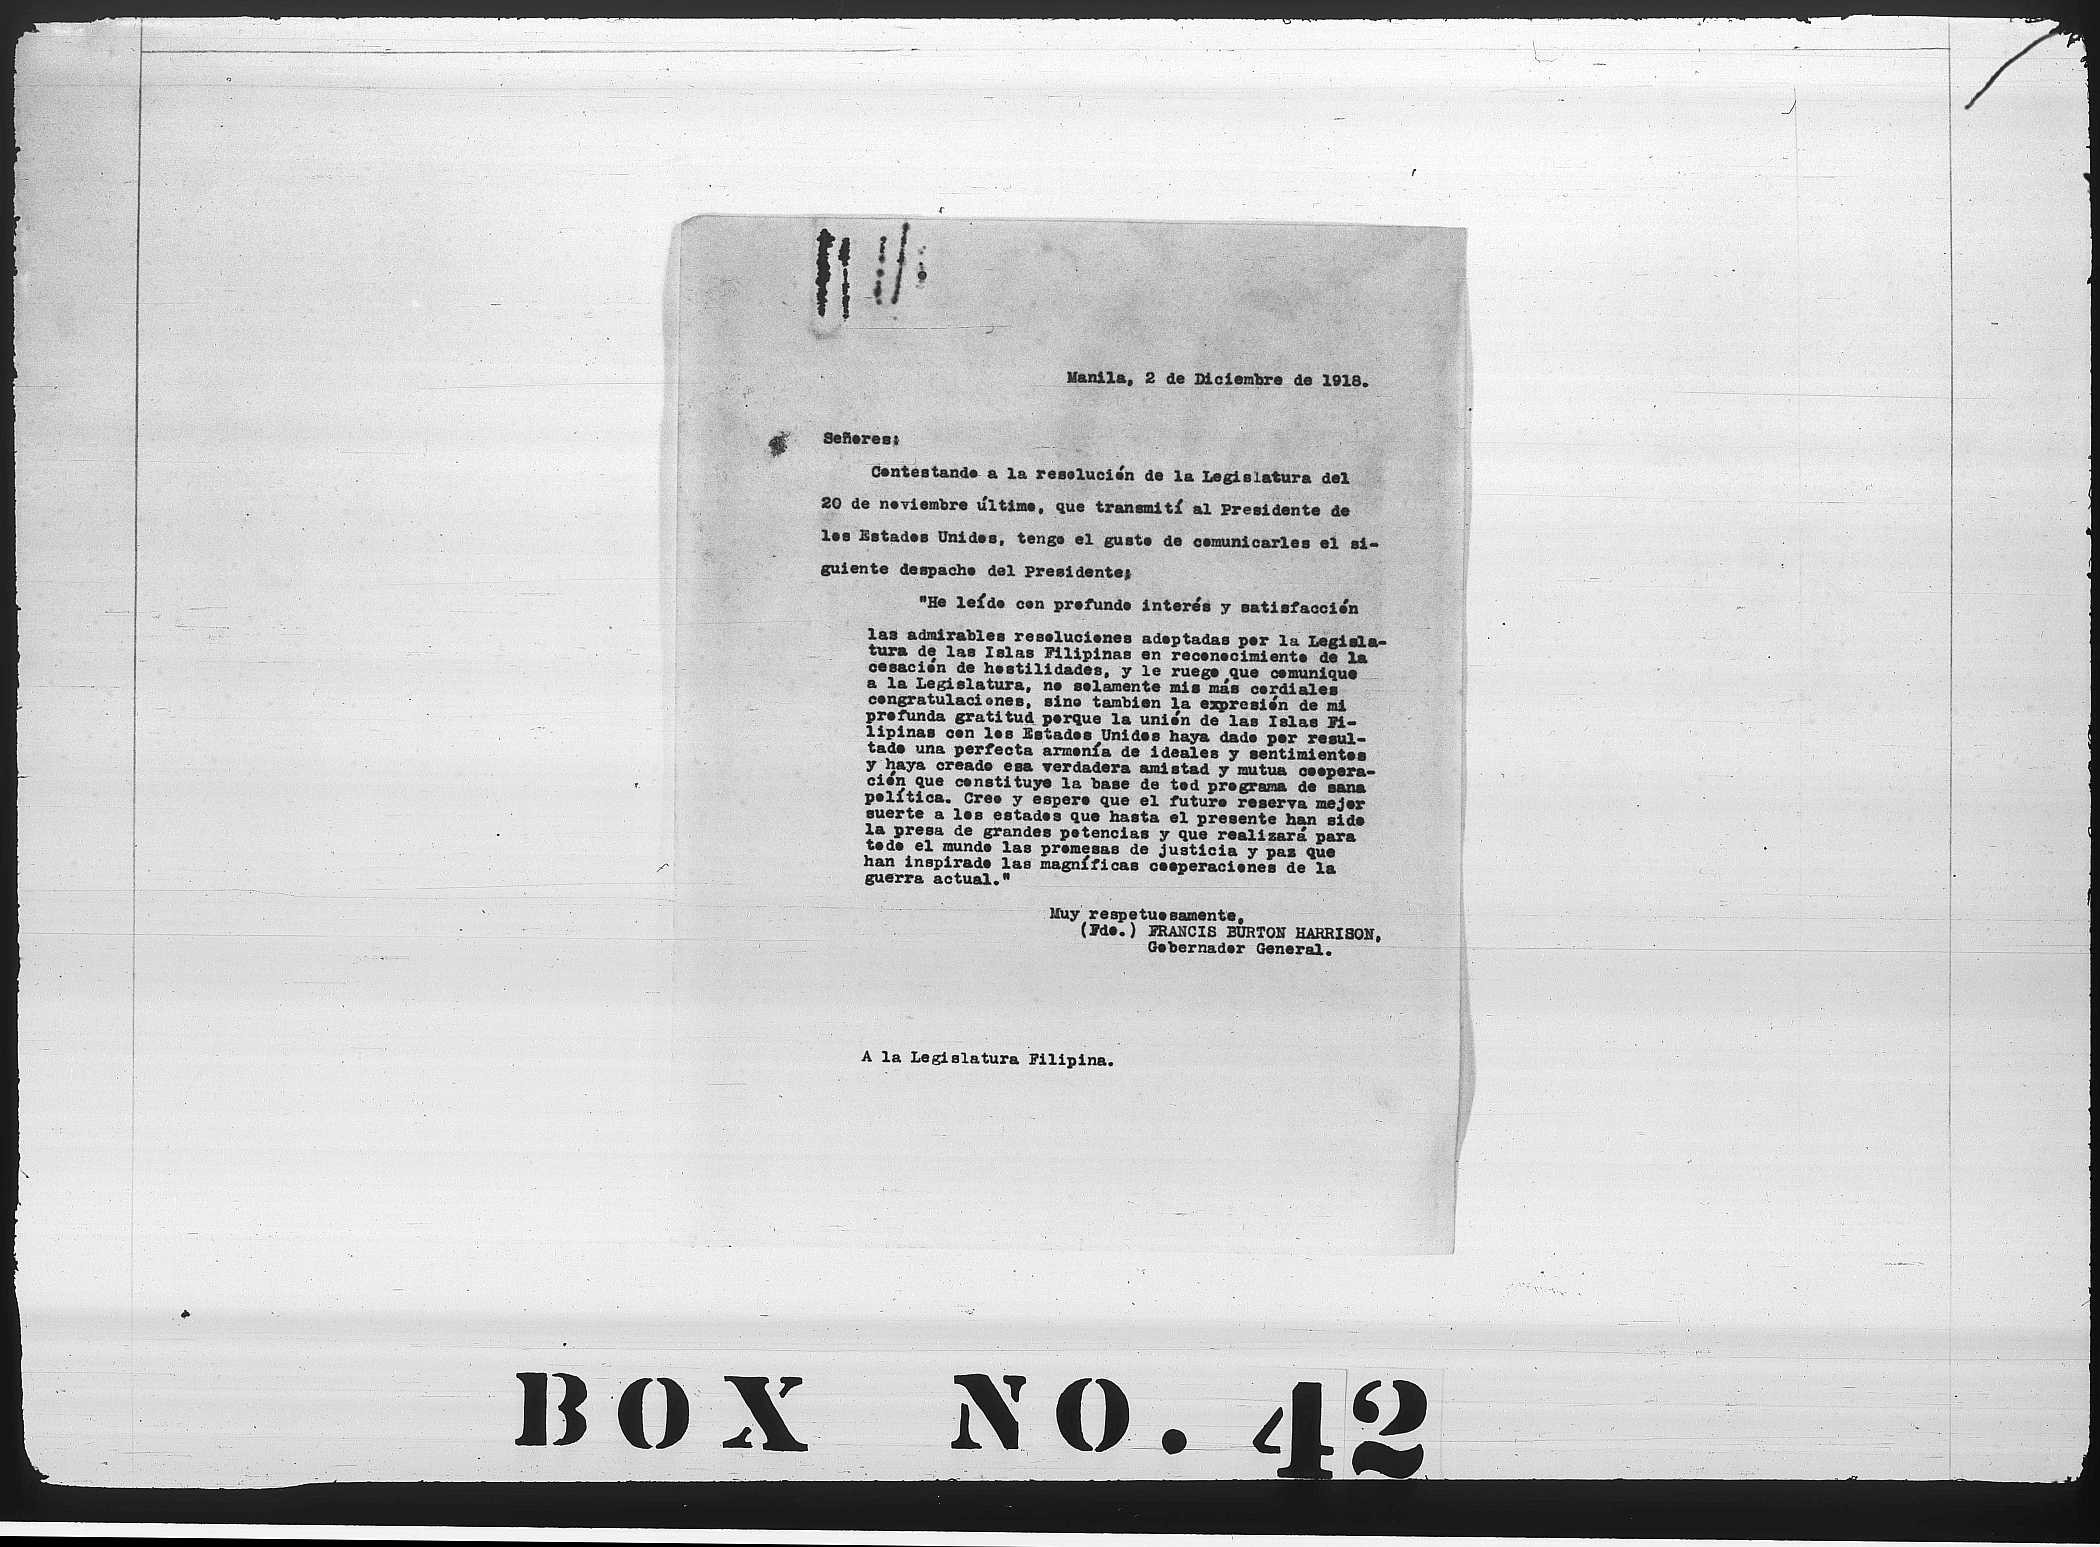 Manila, 2 de Diciembre de 1918.
Señores:
Contestando a la resolución de la Legislatura del
20 de noviembre último, que transmití al Presidente de
los Estados Unidos, tengo el gusto de comunicarles el si-
guiente despacho del Presidente:
"He leído con profundo interés y satisfacción
las admirables resoluciones adoptadas por la Legisla-
tura de las Islas Filipinas en reconocimiento de la
cesación de hostilidades, y le ruego que comunique
a la Legislatura, no solamente mis más cordiales
congratulaciones, sino tambien la expresión de mi
profunda gratitud porque la unión de las Islas Fi-
lipinas con los Estados Unidos haya dado por resul-
tado una perfecta armonía de ideales y sentimientos
y haya creado esa verdadera amistad y mutua coopera-
ción que constituye la base de tod programa de sana
política. Creo y espero que el futuro reserva mejor
suerte a los estados que hasta el presente han sido
la presa de grandes potencias y que realizará para
todo el mundo las promesas de justicia y paz que
han inspirado las magníficas cooperaciones de la
guerra actual."
Muy respetuosamente,
(Fdo.) FRANCIS BURTON HARRISON,
Gobernador General.
A la Legislatura Filipina.
BOX NO. 42